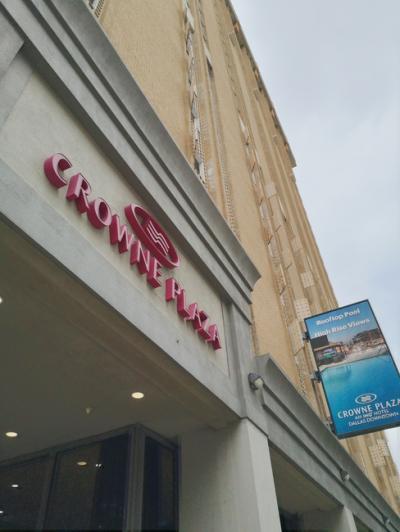 CROWNE PLAZA
Rooftop Pool
High Rise Views
CROWNE PLAZA
AN IHG HOTEL
DALLAS DOWNTOWN